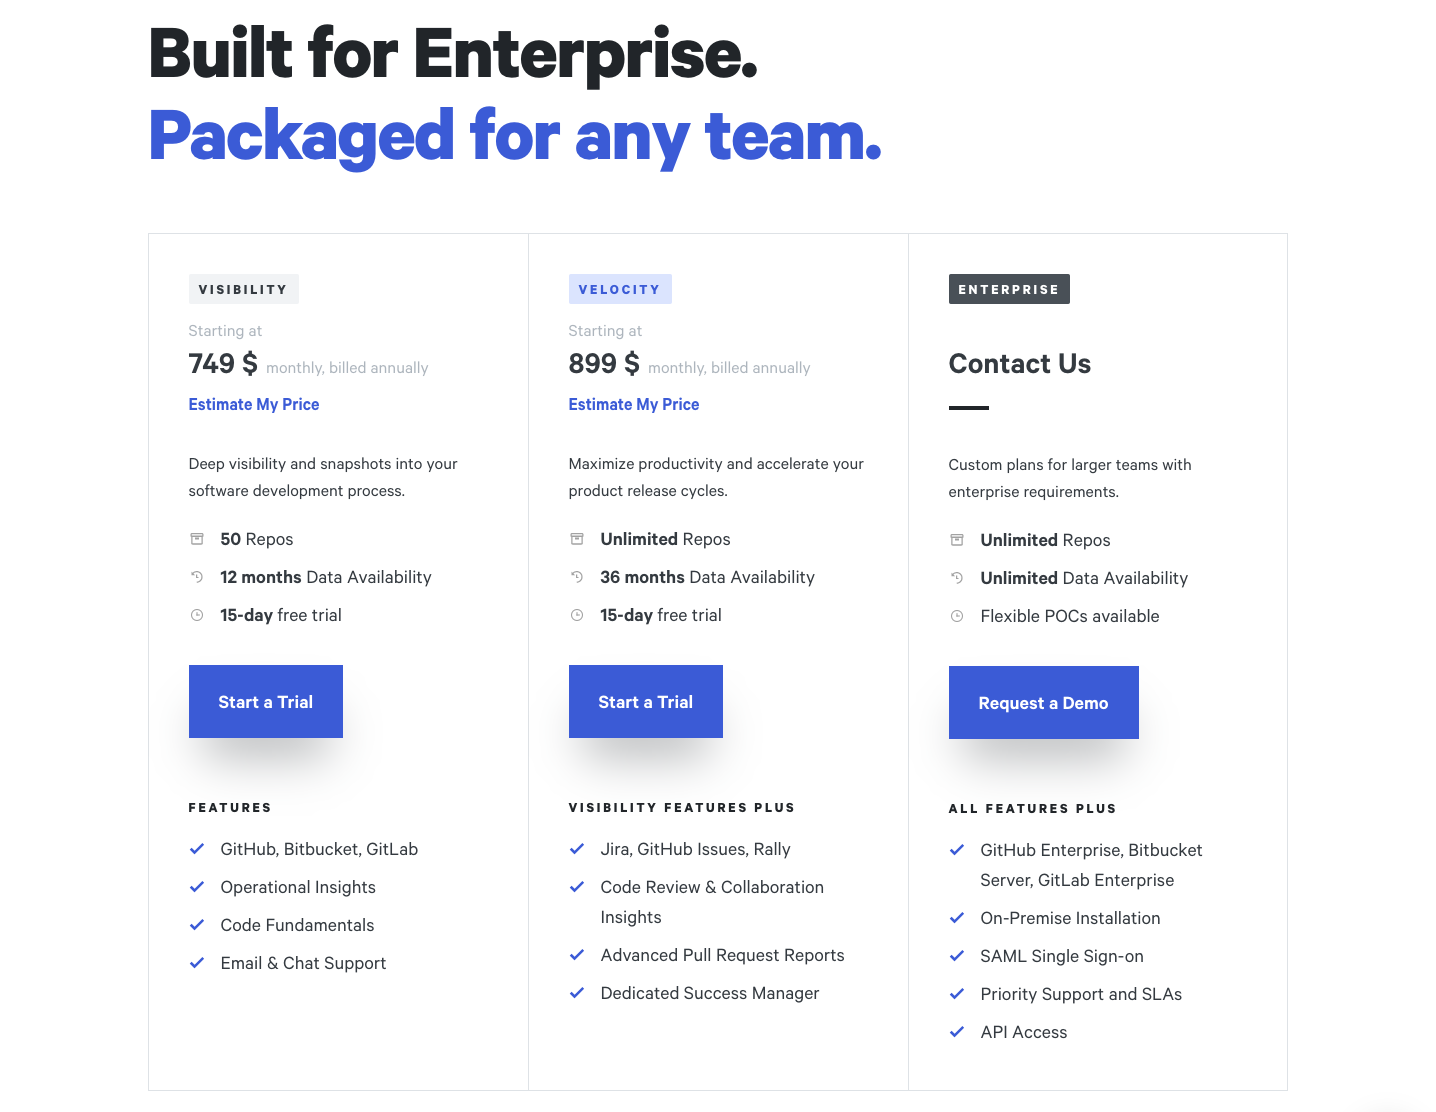 Built for Enterprise.
Packaged for any team.
VISIBILITY
Starting at
749 $ monthly, billed annually
Estimate My Price
Deep visibility and snapshots into your
software development process.
50 Repos
12 months Data Availability
15-day free trial
Start a Trial
FEATURES
GitHub, Bitbucket, GitLab
Operational Insights
Code Fundamentals
Email & Chat Support
VELOCITY
Starting at
899 $ monthly, billed annually
Estimate My Price
Maximize productivity and accelerate your
product release cycles.
Unlimited Repos
36 months Data Availability
15-day free trial
Start a Trial
VISIBILITY FEATURES PLUS
Jira, GitHub Issues, Rally
Code Review & Collaboration
Insights
Advanced Pull Request Reports
Dedicated Success Manager
ENTERPRISE
Contact Us
Custom plans for larger teams with
enterprise requirements.
Unlimited Repos
Unlimited Data Availability
Flexible POCs available
Request a Demo
ALL FEATURES PLUS
GitHub Enterprise, Bitbucket
Server, GitLab Enterprise
On-Premise Installation
SAML Single Sign-on
Priority Support and SLAs
API Access